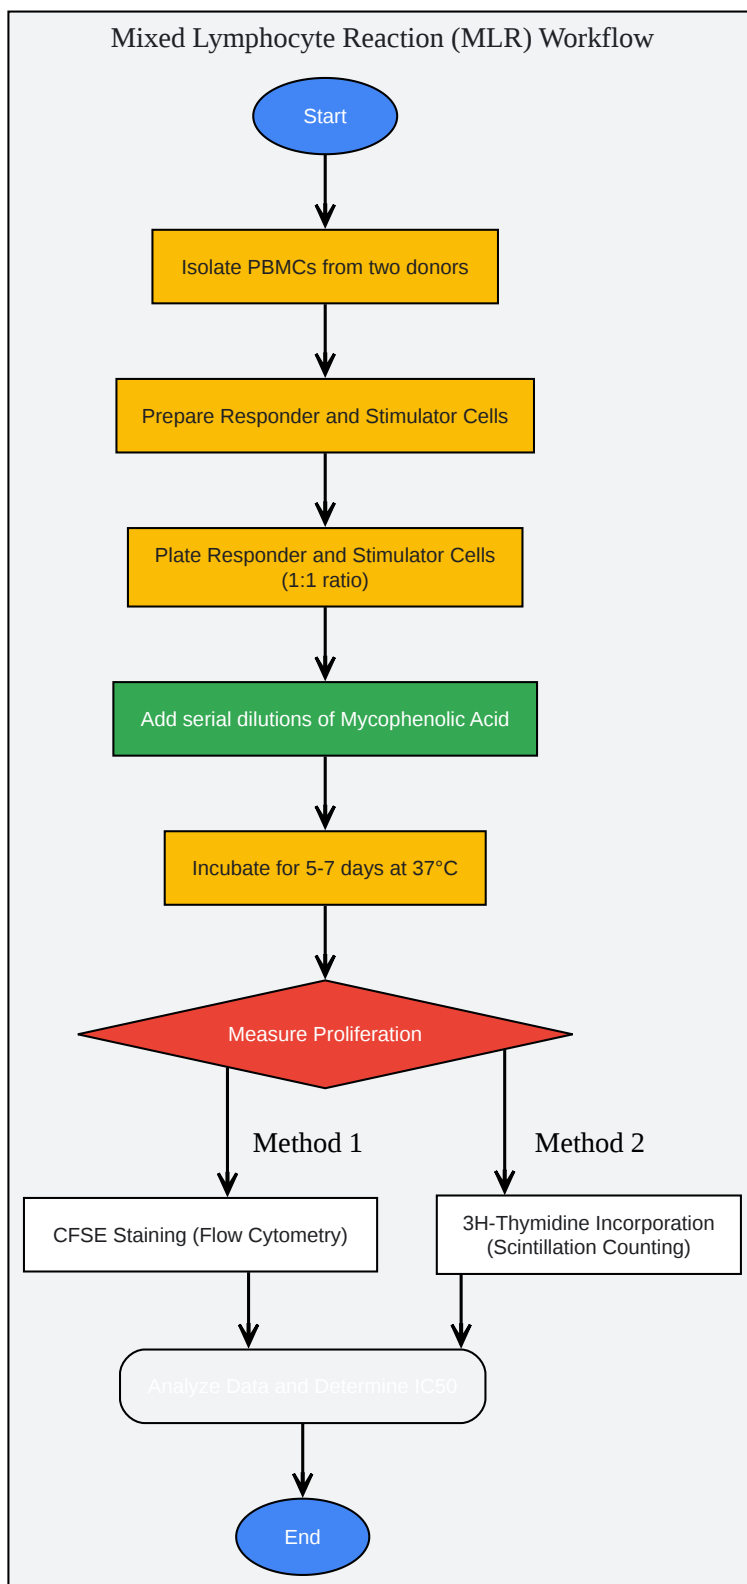 Mixed Lymphocyte Reaction (MLR) Workflow
Start
Isolate PBMCs from two donors
Prepare Responder and Stimulator Cells
Plate Responder and Stimulator Cells
(1:1 ratio)
Add serial dilutions of Mycophenolic Acid
Incubate for 5-7 days at 37°C
Measure Proliferation
Method 1
Method 2
CFSE Staining (Flow Cytometry)
3H-Thymidine Incorporation
(Scintillation Counting)
Analyze Data and Determine IC50
End